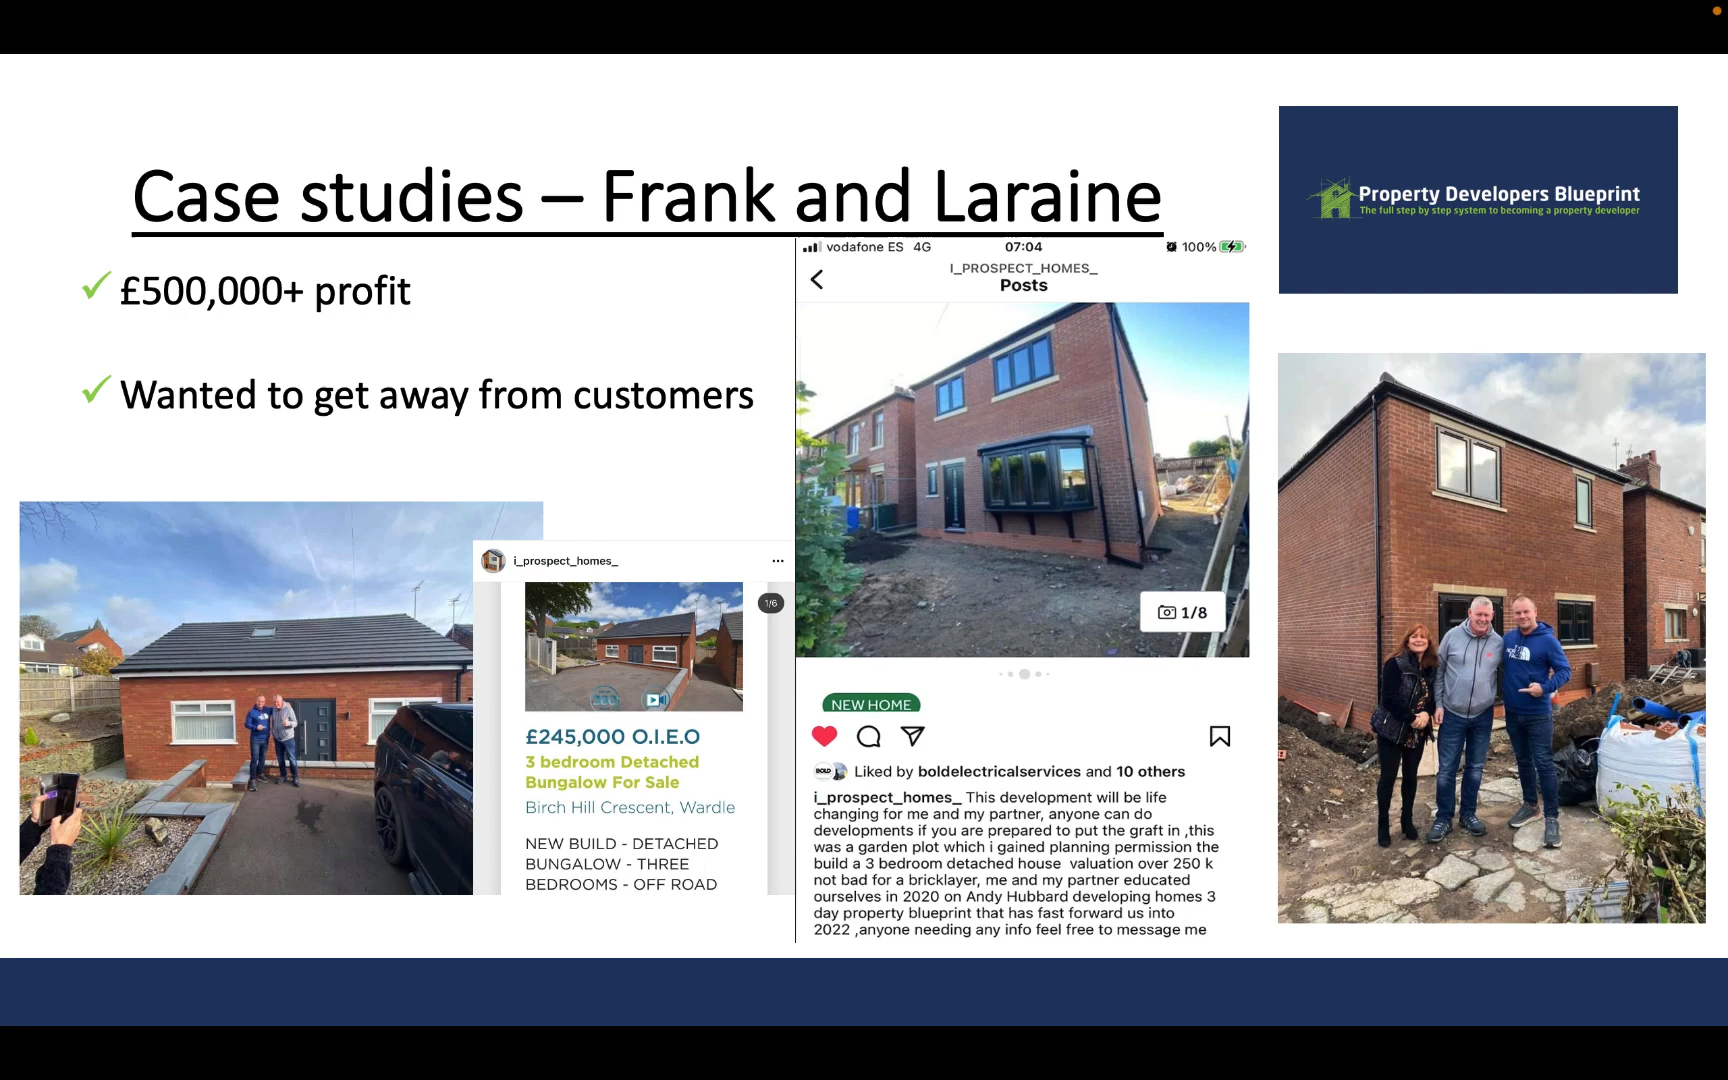 Case studies – Frank and Laraine
Property Developers Blueprint
The full step by step system to becoming a property developer
£500,000+ profit
Wanted to get away from customers
i_prospect_homes_
1/6
£245,000 O.I.E.O
3 bedroom Detached
Bungalow For Sale
Birch Hill Crescent, Wardle
NEW BUILD - DETACHED
BUNGALOW - THREE
BEDROOMS - OFF ROAD
vodafone ES 4G 07:04 100%
I_PROSPECT_HOMES_
Posts
1/8
NEW HOME
BOLD
Liked by boldelectricalservices and 10 others
i_prospect_homes_ This development will be life
changing for me and my partner, anyone can do
developments if you are prepared to put the graft in ,this
was a garden plot which i gained planning permission the
build a 3 bedroom detached house valuation over 250 k
not bad for a bricklayer, me and my partner educated
ourselves in 2020 on Andy Hubbard developing homes 3
day property blueprint that has fast forward us into
2022 ,anyone needing any info feel free to message me